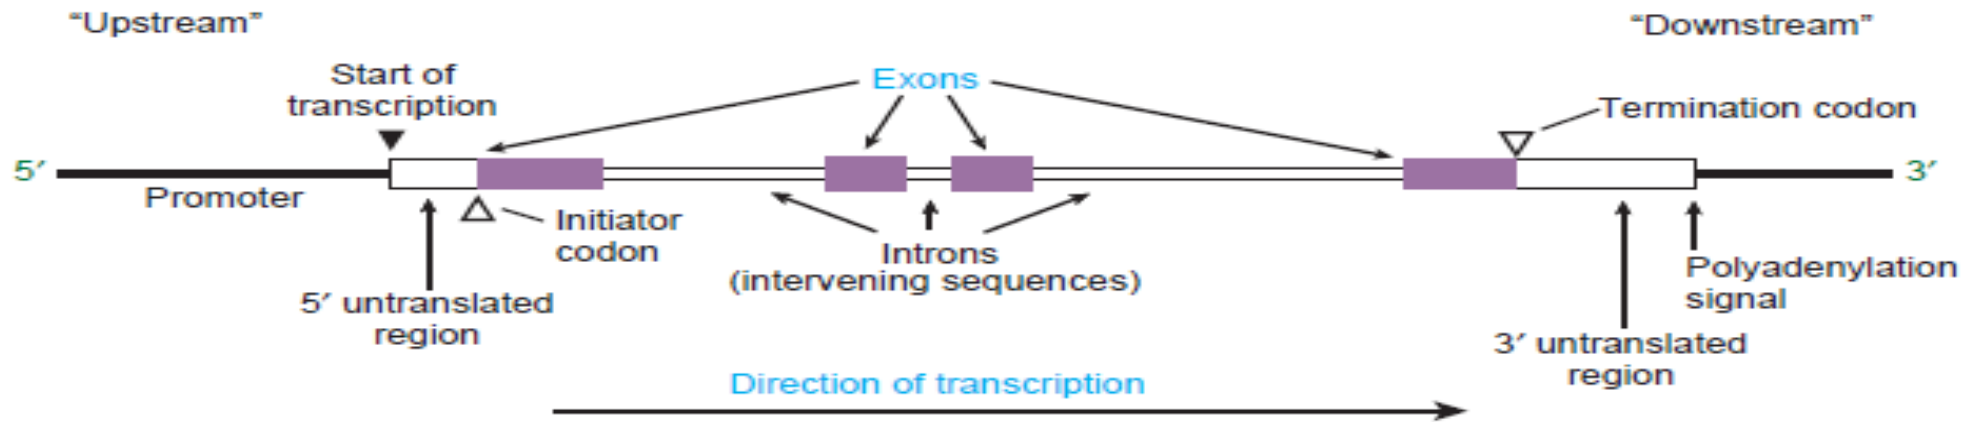 “Upstream”
“Downstream”
Start of
transcription
Exons
Termination codon
5′
3′
Promoter
Initiator
codon
Introns
(intervening sequences)
Polyadenylation
signal
5′ untranslated
region
3′ untranslated
region
Direction of transcription